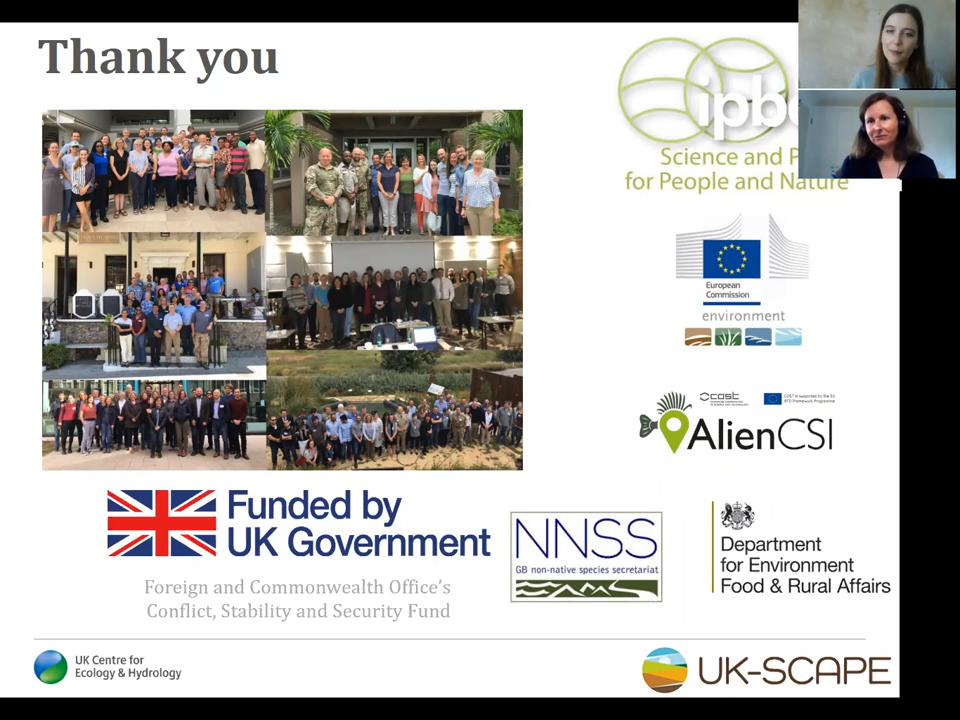 Thank you
ipbe
Science and P
for People and Nature
European
Commission
environment
cost
AlienCSI
Funded by
UK Government
Foreign and Commonwealth Office's
Conflict, Stability and Security Fund
NNSS
GB non-native species secretariat
Department
for Environment
Food & Rural Affairs
UK Centre for
Ecology & Hydrology
UK-SCAPE